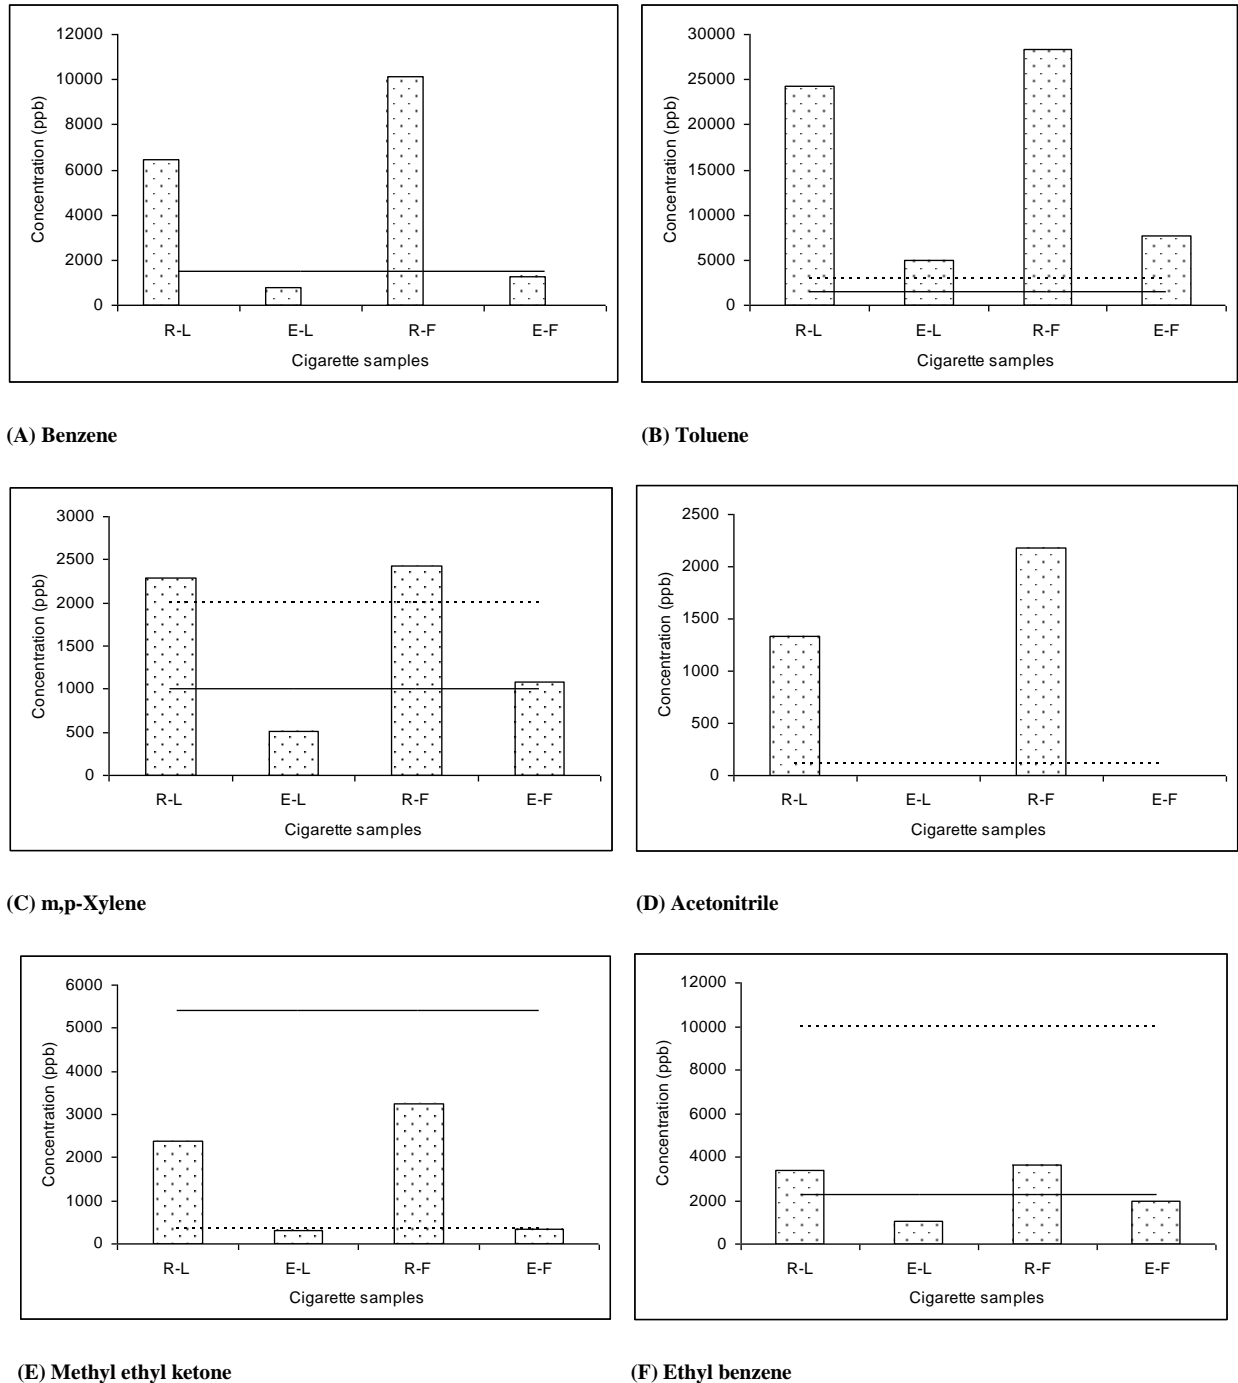 12000
10000
8000
6000
4000
2000
0
Concentration (ppb)
R-L E-L R-F E-F
Cigarette samples
(A) Benzene
30000
25000
20000
15000
10000
5000
0
Concentration (ppb)
R-L E-L R-F E-F
Cigarette samples
(B) Toluene
3000
2500
2000
1500
1000
500
0
Concentration (ppb)
R-L E-L R-F E-F
Cigarette samples
(C) m,p-Xylene
2500
2000
1500
1000
500
0
Concentration (ppb)
R-L E-L R-F E-F
Cigarette samples
(D) Acetonitrile
6000
5000
4000
3000
2000
1000
0
Concentration (ppb)
R-L E-L R-F E-F
Cigarette samples
(E) Methyl ethyl ketone
12000
10000
8000
6000
4000
2000
0
Concentration (ppb)
R-L E-L R-F E-F
Cigarette samples
(F) Ethyl benzene